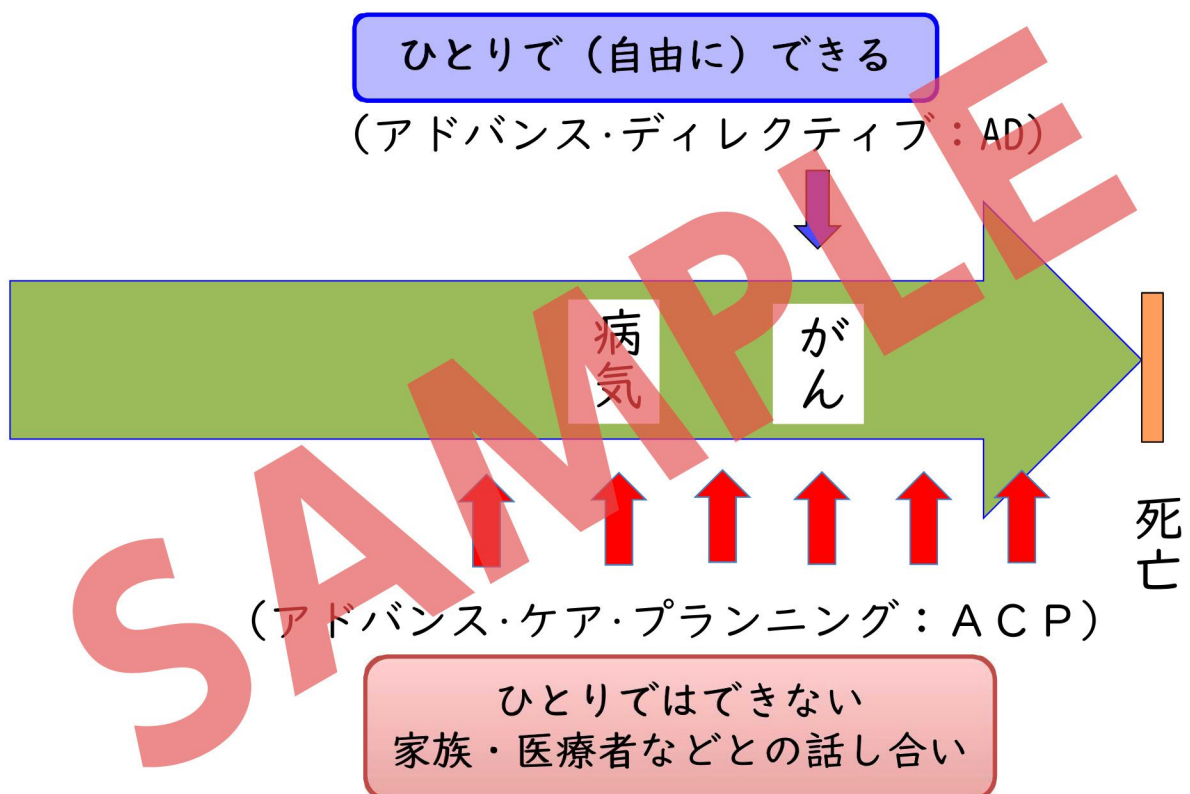 ひとりで（自由に）できる
（アドバンス・ディレクティブ：AD）
病気
がん
死亡
（アドバンス・ケア・プランニング：ＡＣＰ）
ひとりではできない
家族・医療者などとの話し合い
SAMPLE